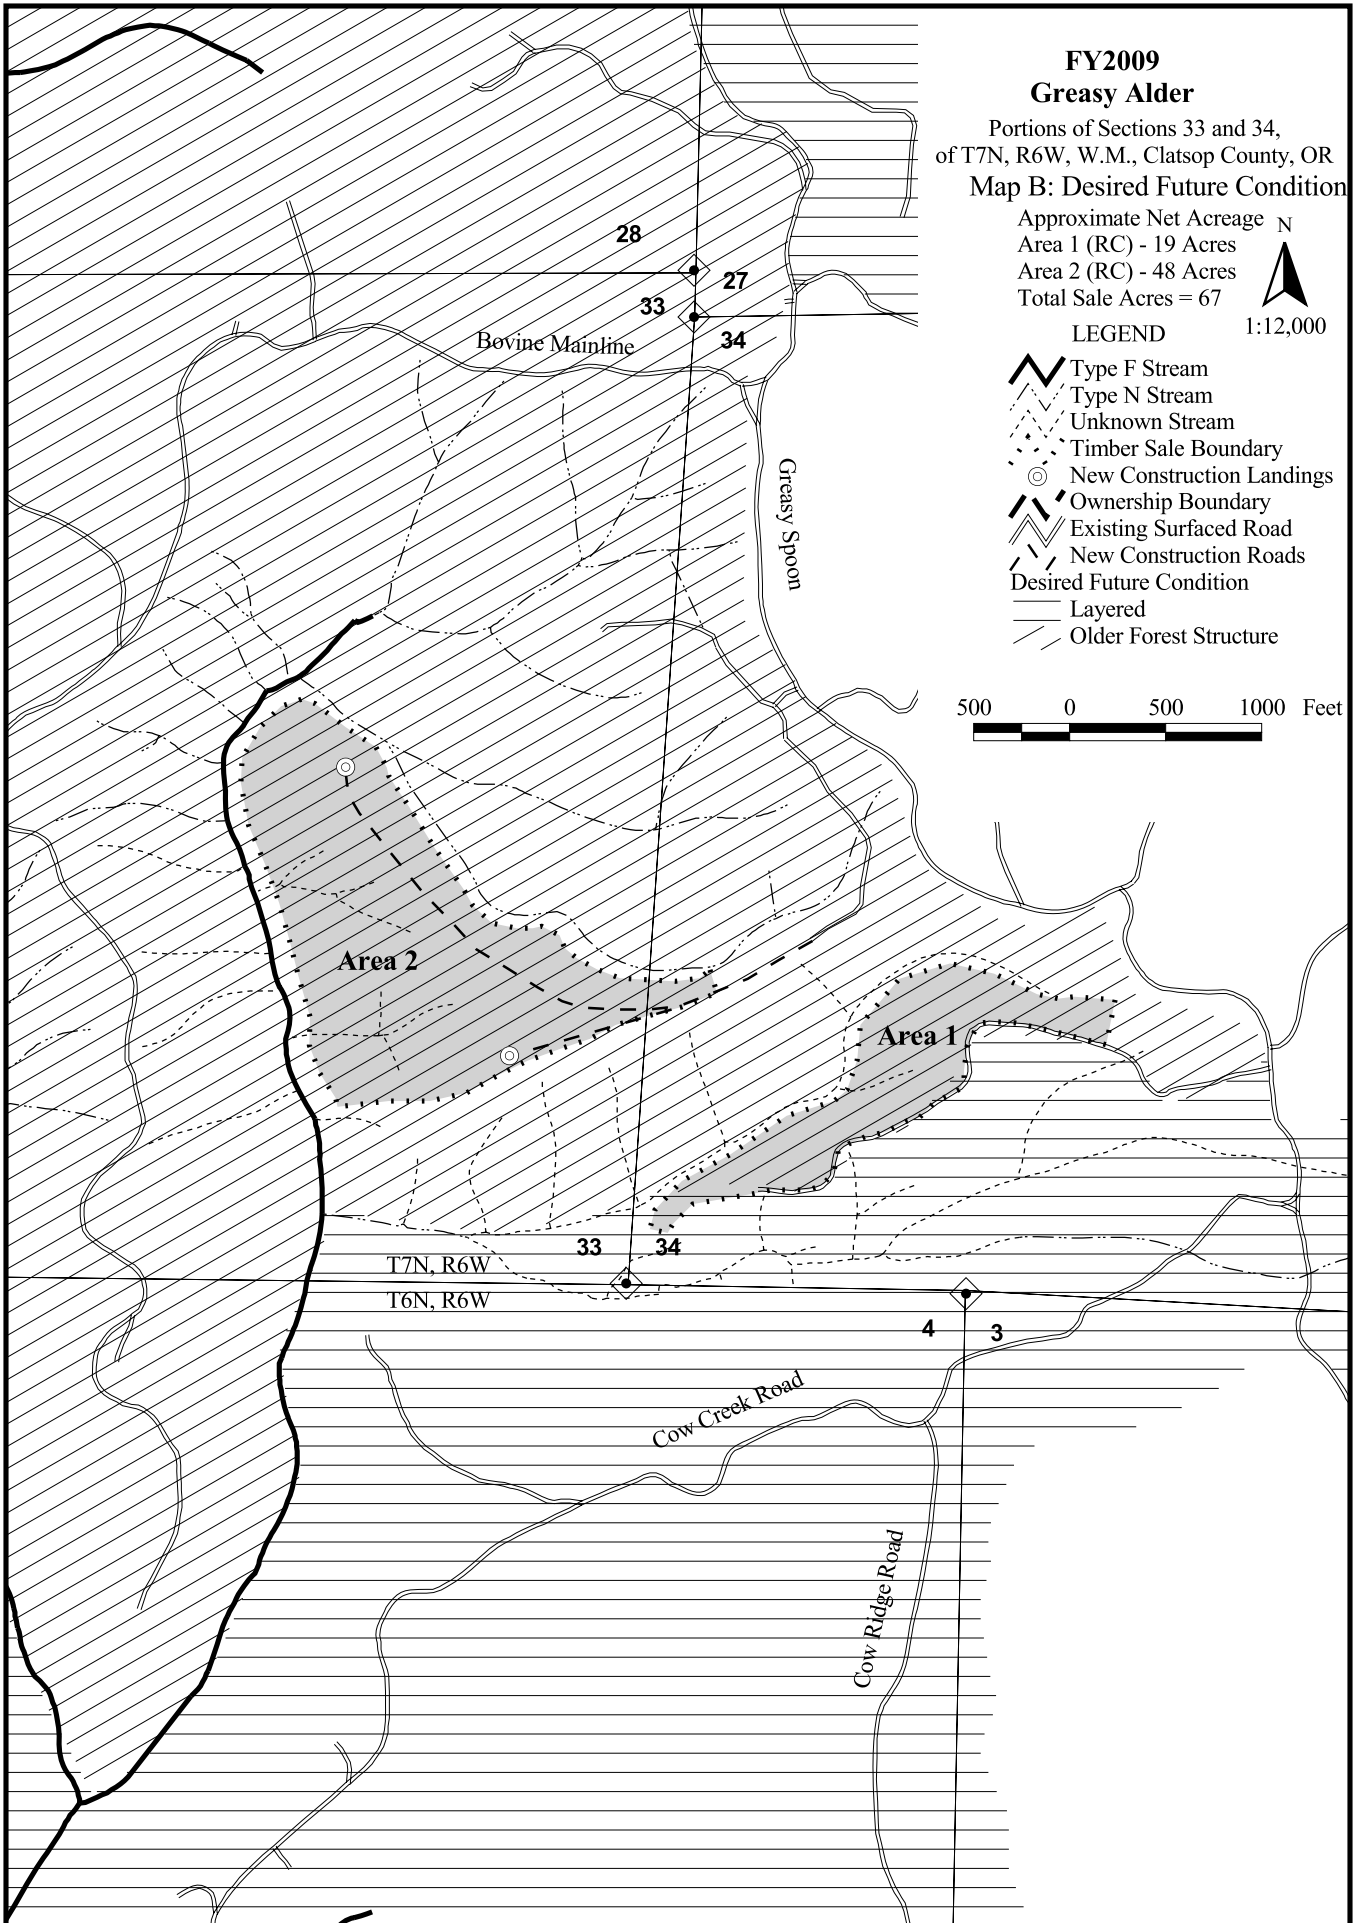 FY2009
Greasy Alder
Portions of Sections 33 and 34,
of T7N, R6W, W.M., Clatsop County, OR
Map B: Desired Future Condition
Approximate Net Acreage
Area 1 (RC) - 19 Acres
Area 2 (RC) - 48 Acres
Total Sale Acres = 67
N
1:12,000
LEGEND
Type F Stream
Type N Stream
Unknown Stream
Timber Sale Boundary
New Construction Landings
Ownership Boundary
Existing Surfaced Road
New Construction Roads
Desired Future Condition
Layered
Older Forest Structure
500 0 500 1000 Feet
28
27
33
34
Bovine Mainline
Greasy Spoon
Area 2
Area 1
33 34
T7N, R6W
T6N, R6W
4 3
Cow Creek Road
Cow Ridge Road